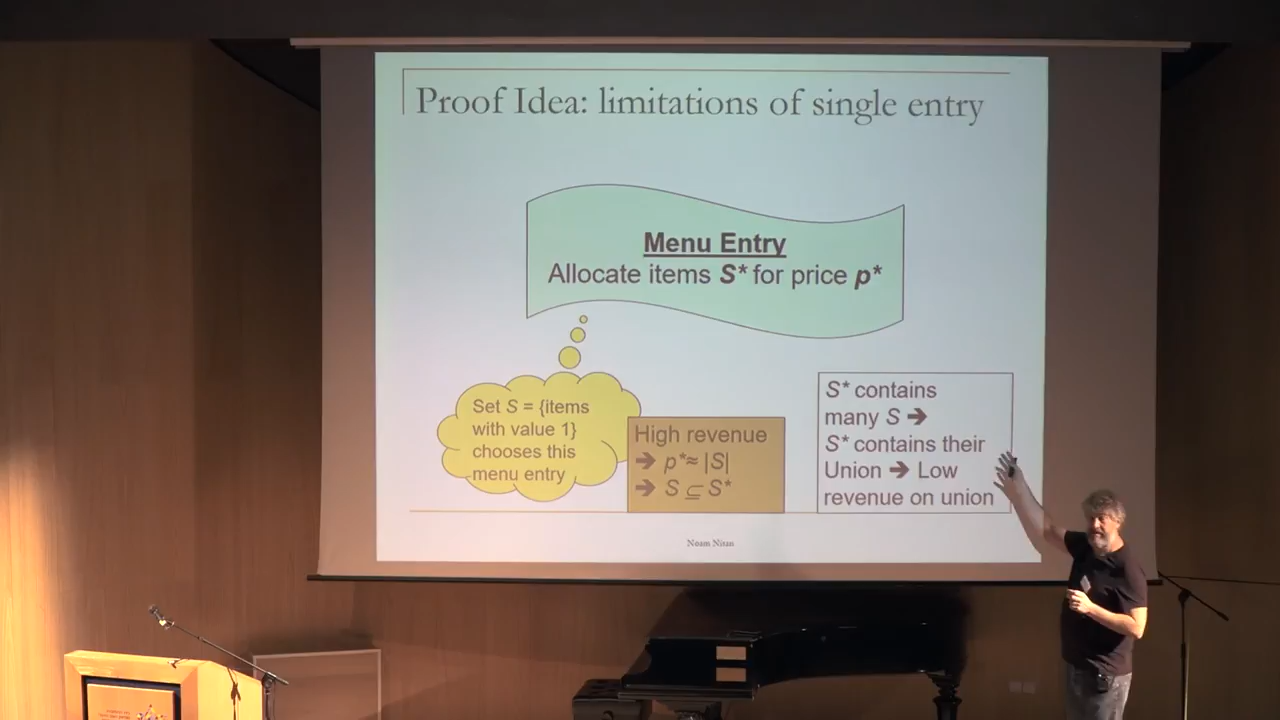 Proof Idea: limitations of single entry
Menu Entry
Allocate items S* for price p*
Set S = {items
with value 1}
chooses this
menu entry
High revenue
➔ p*≈ |S|
➔ S ⊆ S*
S* contains
many S ➔
S* contains their
Union ➔ Low
revenue on union
Noam Nisan